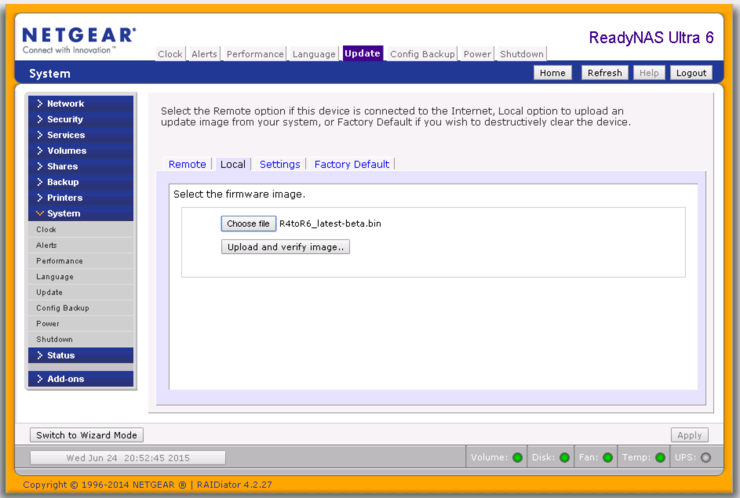 NETGEAR®
Connect with Innovation™
ReadyNAS Ultra 6
Clock Alerts Performance Language Update Config Backup Power Shutdown
System
Home Refresh Help Logout
> Network
> Security
> Services
> Volumes
> Shares
> Backup
> Printers
System
Clock
Alerts
Performance
Language
Update
Config Backup
Power
Shutdown
> Status
> Add-ons
Select the Remote option if this device is connected to the Internet, Local option to upload an
update image from your system, or Factory Default if you wish to destructively clear the device.
Remote Local Settings Factory Default
Select the firmware image.
Choose file R4toR6_latest-beta.bin
Upload and verify image..
Switch to Wizard Mode
Apply
Wed Jun 24 20:52:45 2015
Volume: Disk: Fan: Temp: UPS:
Copyright © 1996-2014 NETGEAR ® | RAIDiator 4.2.27